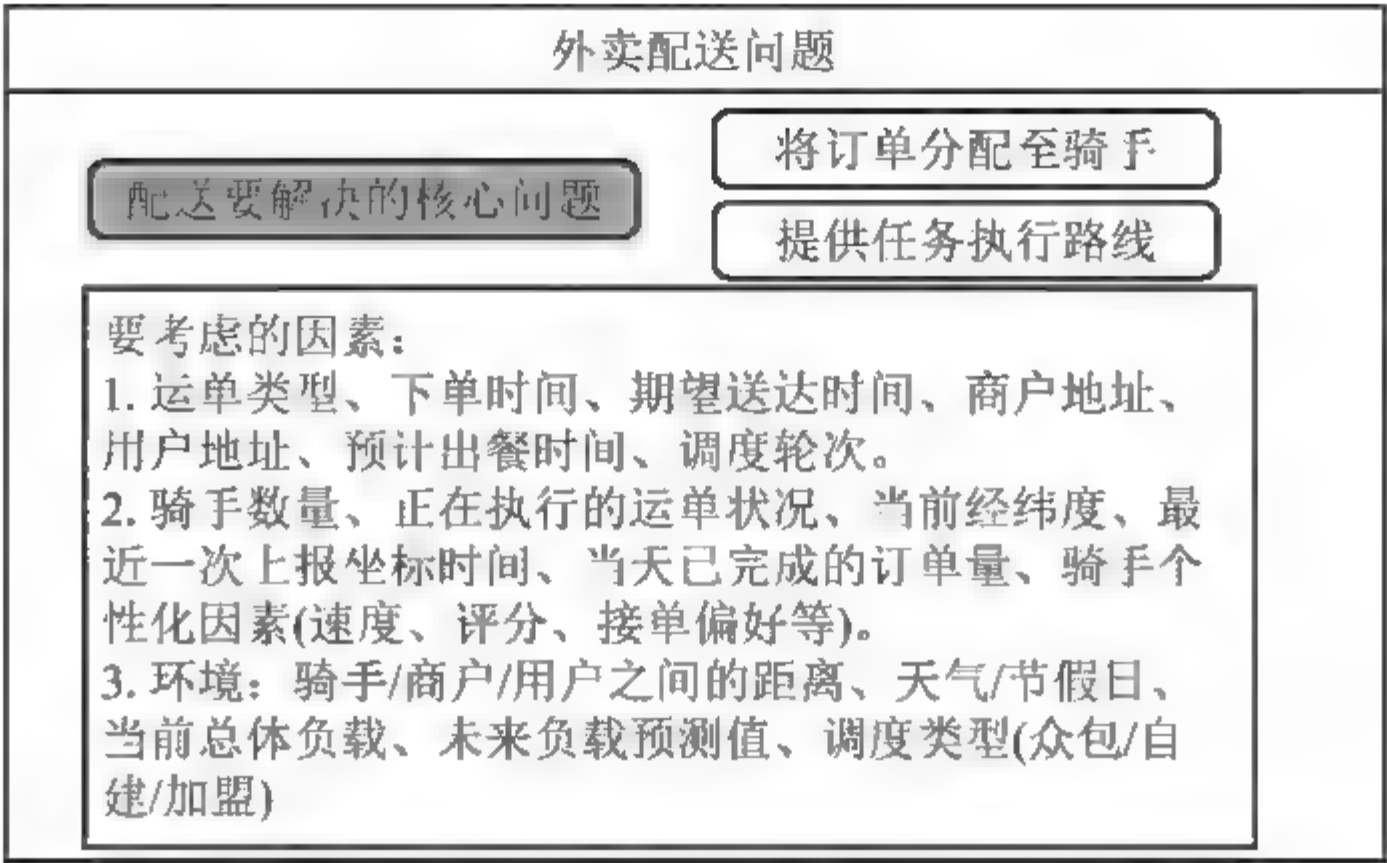 外卖配送问题
配送要解决的核心问题
将订单分配至骑手
提供任务执行路线
要考虑的因素：
1. 运单类型、下单时间、期望送达时间、商户地址、
用户地址、预计出餐时间、调度轮次。
2. 骑手数量、正在执行的运单状况、当前经纬度、最
近一次上报坐标时间、当天已完成的订单量、骑手个
性化因素(速度、评分、接单偏好等)。
3. 环境：骑手/商户/用户之间的距离、天气/节假日、
当前总体负载、未来负载预测值、调度类型(众包/自
建/加盟)